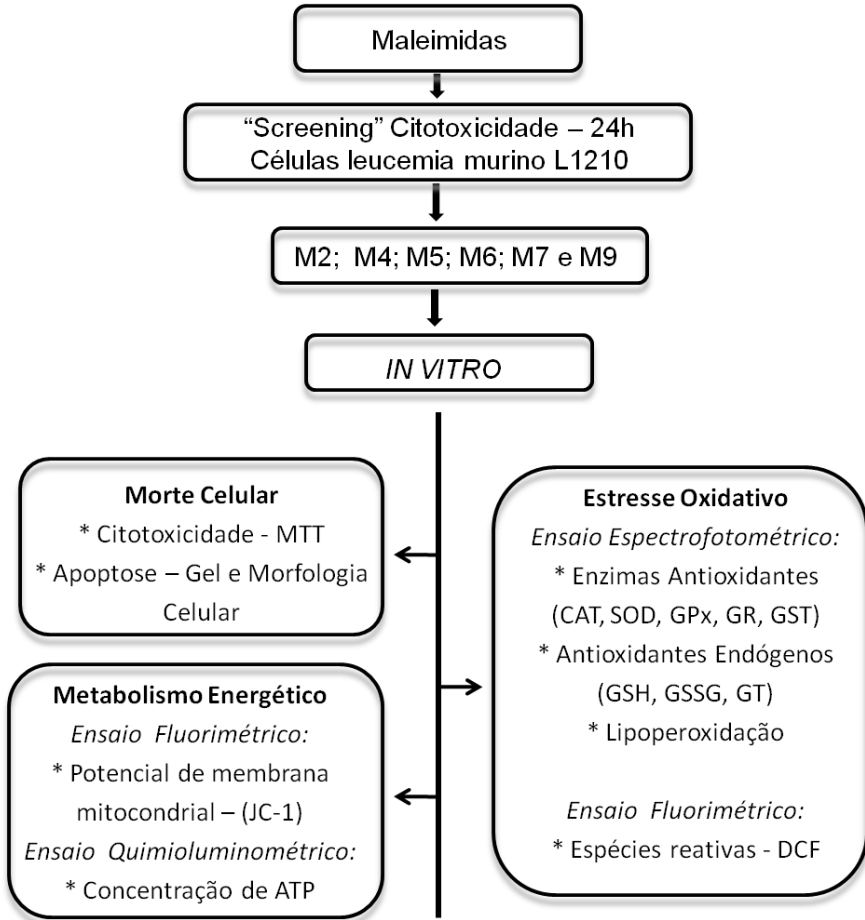 Maleimidas
“Screening” Citotoxicidade – 24h
Células leucemia murino L1210
M2; M4; M5; M6; M7 e M9
IN VITRO
Morte Celular
* Citotoxicidade - MTT
* Apoptose – Gel e Morfologia
Celular
Metabolismo Energético
Ensaio Fluorimétrico:
* Potencial de membrana
mitocondrial – (JC-1)
Ensaio Quimioluminométrico:
* Concentração de ATP
Estresse Oxidativo
Ensaio Espectrofotométrico:
* Enzimas Antioxidantes
(CAT, SOD, GPx, GR, GST)
* Antioxidantes Endógenos
(GSH, GSSG, GT)
* Lipoperoxidação
Ensaio Fluorimétrico:
* Espécies reativas - DCF